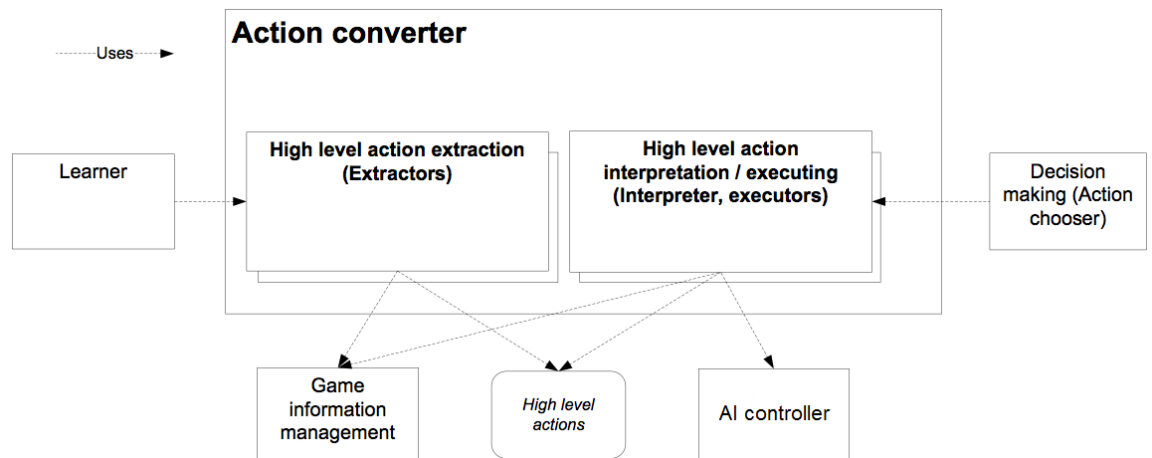 Action converter
Uses
High level action extraction
(Extractors)
High level action
interpretation / executing
(Interpreter, executors)
Learner
Decision
making (Action
chooser)
Game
information
management
High level
actions
AI controller